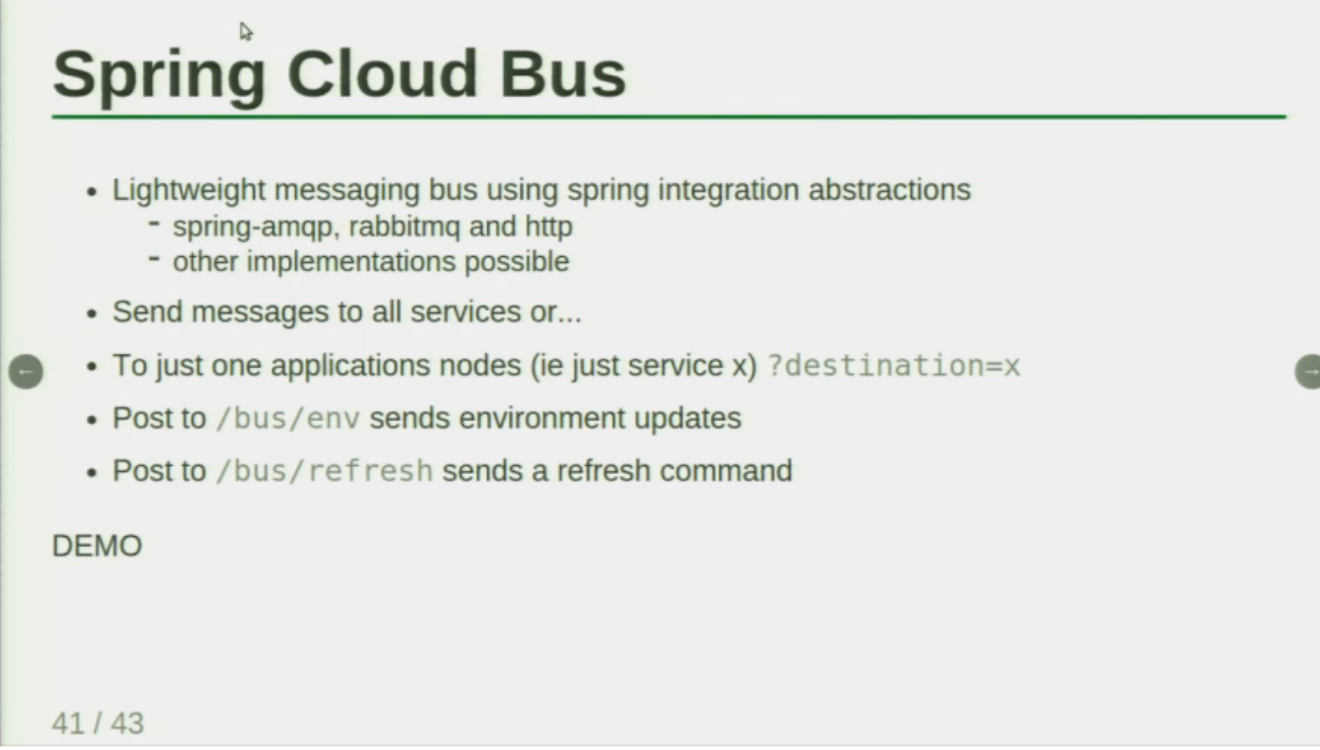 Spring Cloud Bus
• Lightweight messaging bus using spring integration abstractions
- spring-amqp, rabbitmq and http
- other implementations possible
• Send messages to all services or...
• To just one applications nodes (ie just service x) ?destination=x
• Post to /bus/env sends environment updates
• Post to /bus/refresh sends a refresh command
← →
DEMO
41 / 43